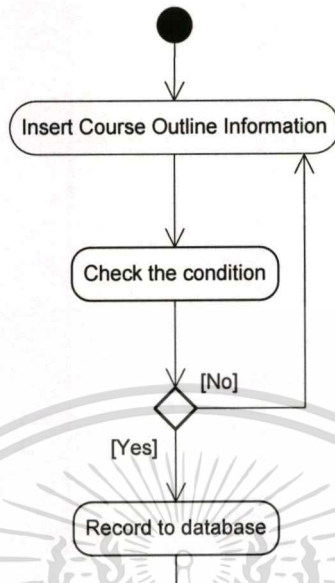 Insert Course Outline Information
Check the condition
[No]
[Yes]
Record to database